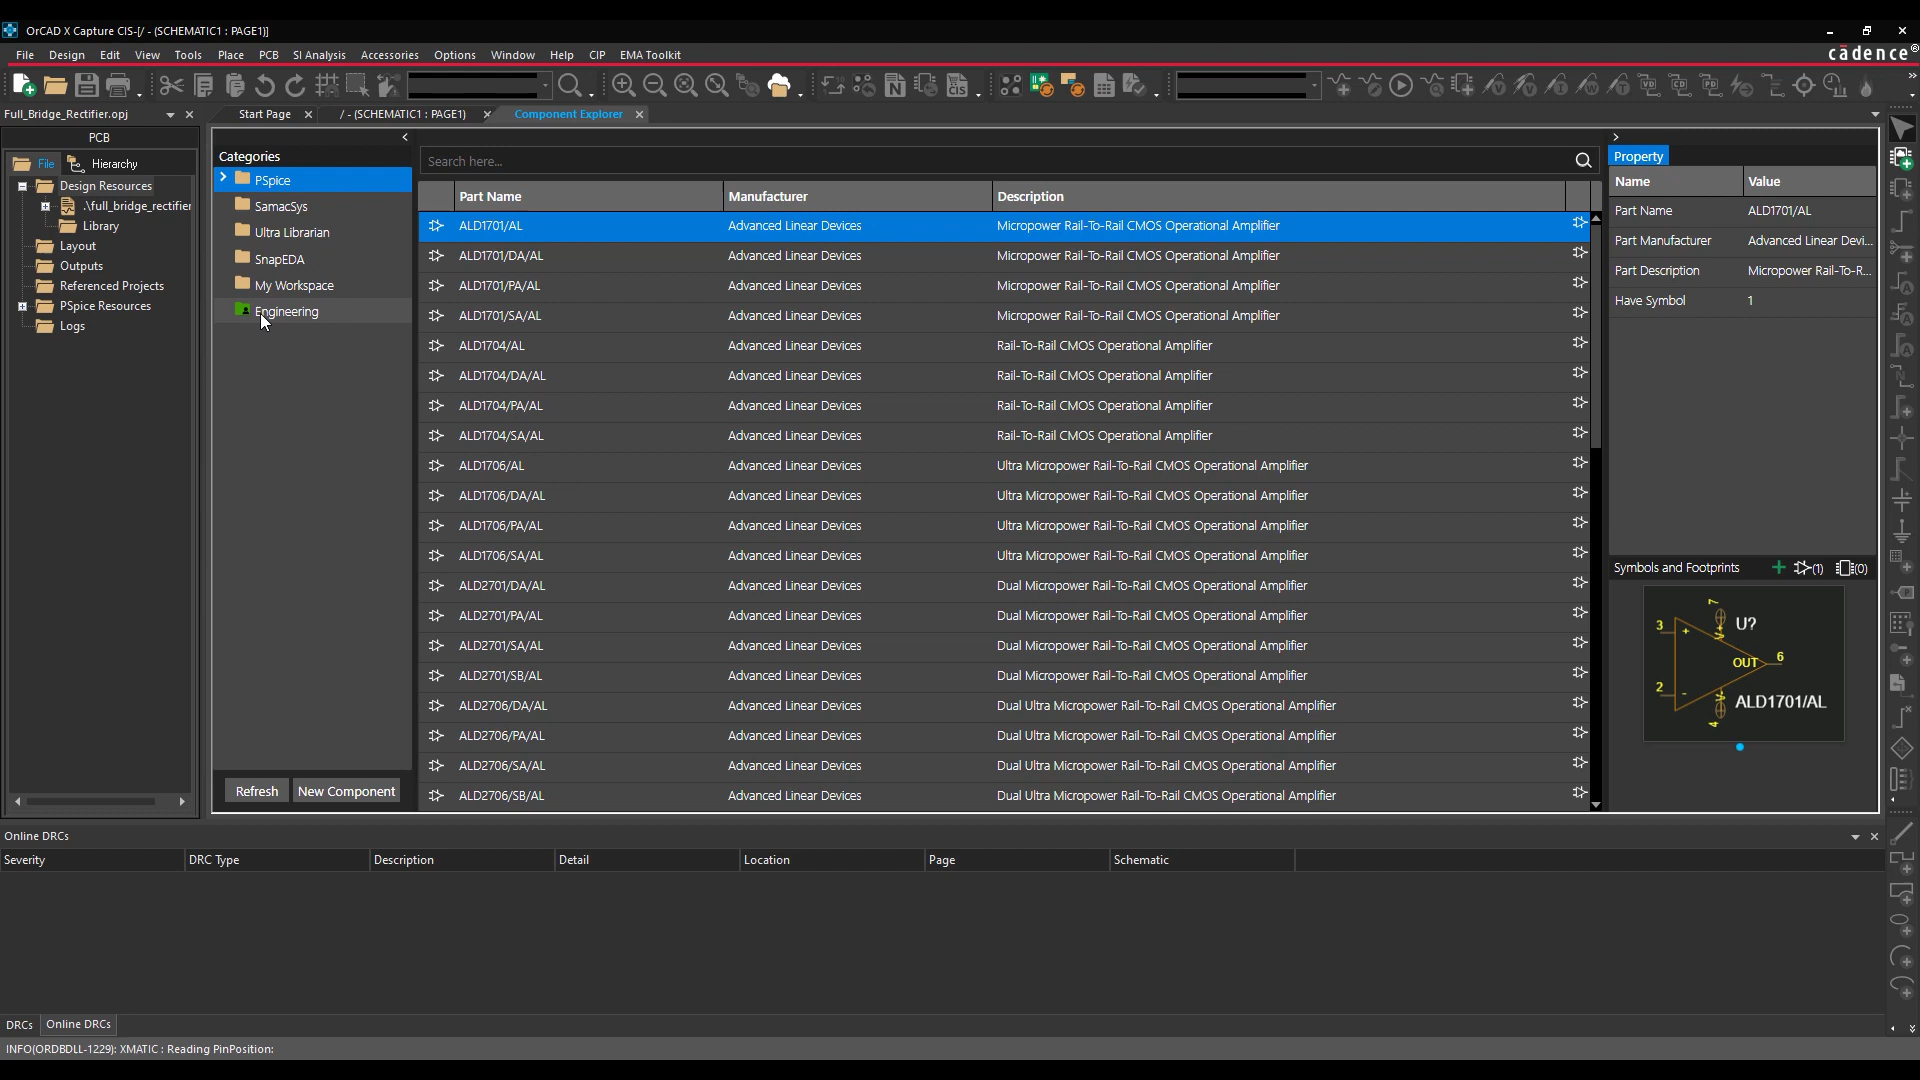 OrCAD X Capture CIS-[/ - (SCHEMATIC1 : PAGE1)]
File Design Edit View Tools Place PCB SI Analysis Accessories Options Window Help CIP EMA Toolkit
cādence®
Full_Bridge_Rectifier.opj
Start Page
/ - (SCHEMATIC1 : PAGE1)
Component Explorer
PCB
File
Hierarchy
Design Resources
.\full_bridge_rectifier
Library
Layout
Outputs
Referenced Projects
PSpice Resources
Logs
Categories
PSpice
SamacSys
Ultra Librarian
SnapEDA
My Workspace
Engineering
Refresh
New Component
Search here...
Part Name Manufacturer Description
ALD1701/AL Advanced Linear Devices Micropower Rail-To-Rail CMOS Operational Amplifier
ALD1701/DA/AL Advanced Linear Devices Micropower Rail-To-Rail CMOS Operational Amplifier
ALD1701/PA/AL Advanced Linear Devices Micropower Rail-To-Rail CMOS Operational Amplifier
ALD1701/SA/AL Advanced Linear Devices Micropower Rail-To-Rail CMOS Operational Amplifier
ALD1704/AL Advanced Linear Devices Rail-To-Rail CMOS Operational Amplifier
ALD1704/DA/AL Advanced Linear Devices Rail-To-Rail CMOS Operational Amplifier
ALD1704/PA/AL Advanced Linear Devices Rail-To-Rail CMOS Operational Amplifier
ALD1704/SA/AL Advanced Linear Devices Rail-To-Rail CMOS Operational Amplifier
ALD1706/AL Advanced Linear Devices Ultra Micropower Rail-To-Rail CMOS Operational Amplifier
ALD1706/DA/AL Advanced Linear Devices Ultra Micropower Rail-To-Rail CMOS Operational Amplifier
ALD1706/PA/AL Advanced Linear Devices Ultra Micropower Rail-To-Rail CMOS Operational Amplifier
ALD1706/SA/AL Advanced Linear Devices Ultra Micropower Rail-To-Rail CMOS Operational Amplifier
ALD2701/DA/AL Advanced Linear Devices Dual Micropower Rail-To-Rail CMOS Operational Amplifier
ALD2701/PA/AL Advanced Linear Devices Dual Micropower Rail-To-Rail CMOS Operational Amplifier
ALD2701/SA/AL Advanced Linear Devices Dual Micropower Rail-To-Rail CMOS Operational Amplifier
ALD2701/SB/AL Advanced Linear Devices Dual Micropower Rail-To-Rail CMOS Operational Amplifier
ALD2706/DA/AL Advanced Linear Devices Dual Ultra Micropower Rail-To-Rail CMOS Operational Amplifier
ALD2706/PA/AL Advanced Linear Devices Dual Ultra Micropower Rail-To-Rail CMOS Operational Amplifier
ALD2706/SA/AL Advanced Linear Devices Dual Ultra Micropower Rail-To-Rail CMOS Operational Amplifier
ALD2706/SB/AL Advanced Linear Devices Dual Ultra Micropower Rail-To-Rail CMOS Operational Amplifier
Property
Name Value
Part Name ALD1701/AL
Part Manufacturer Advanced Linear Devi...
Part Description Micropower Rail-To-R...
Have Symbol 1
Symbols and Footprints (1) (0)
7
3 + V+ U?
OUT 6
2 - V- ALD1701/AL
4
Online DRCs
Severity DRC Type Description Detail Location Page Schematic
DRCs Online DRCs
INFO(ORDBDLL-1229): XMATIC : Reading PinPosition: